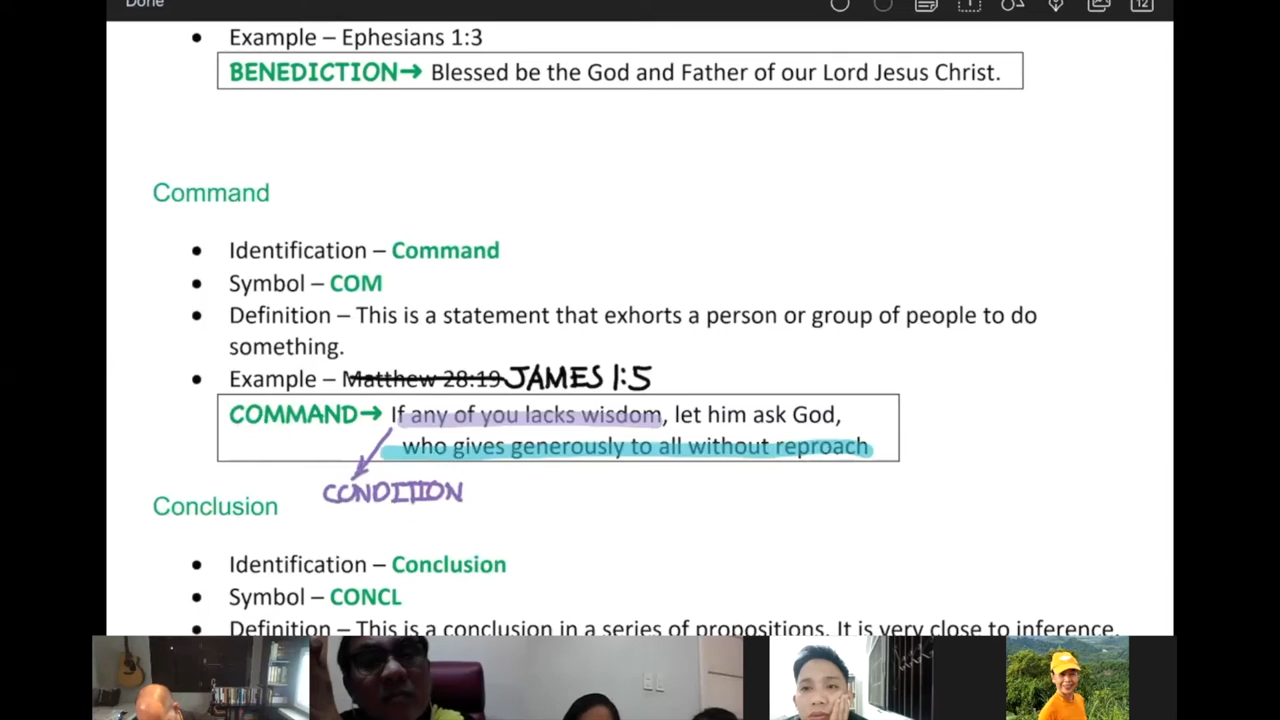 Done
12
• Example – Ephesians 1:3
BENEDICTION→ Blessed be the God and Father of our Lord Jesus Christ.
Command
• Identification – Command
• Symbol – COM
• Definition – This is a statement that exhorts a person or group of people to do
something.
• Example – Matthew 28:19 JAMES 1:5
COMMAND→ If any of you lacks wisdom, let him ask God,
who gives generously to all without reproach
CONDITION
Conclusion
• Identification – Conclusion
• Symbol – CONCL
• Definition – This is a conclusion in a series of propositions. It is very close to inference.